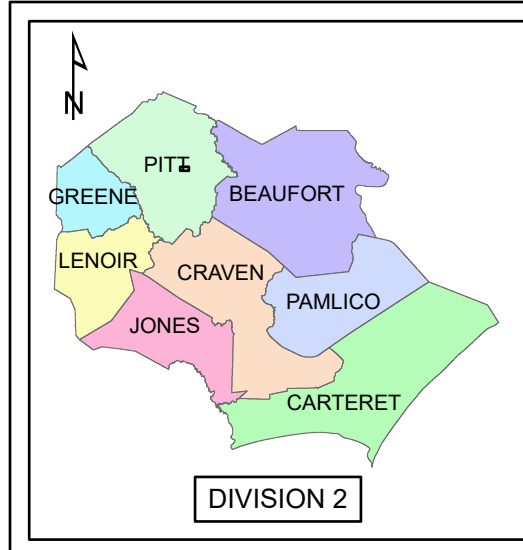 N
PITT
GREENE
BEAUFORT
LENOIR
CRAVEN
PAMLICO
JONES
CARTERET
DIVISION 2